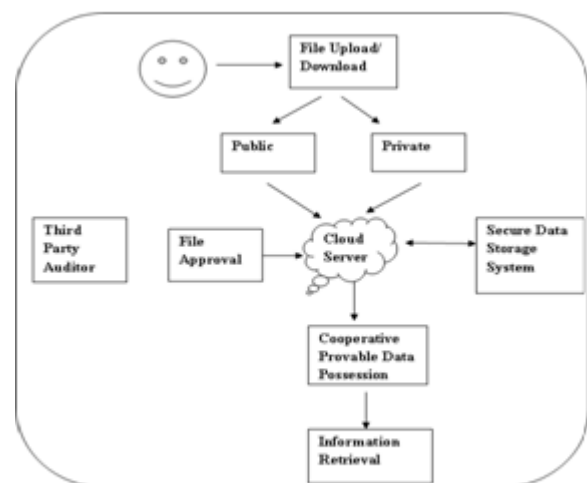 File Upload/
Download
Public
Private
Third
Party
Auditor
File
Approval
Cloud
Server
Secure Data
Storage
System
Cooperative
Provable Data
Possession
Information
Retrieval